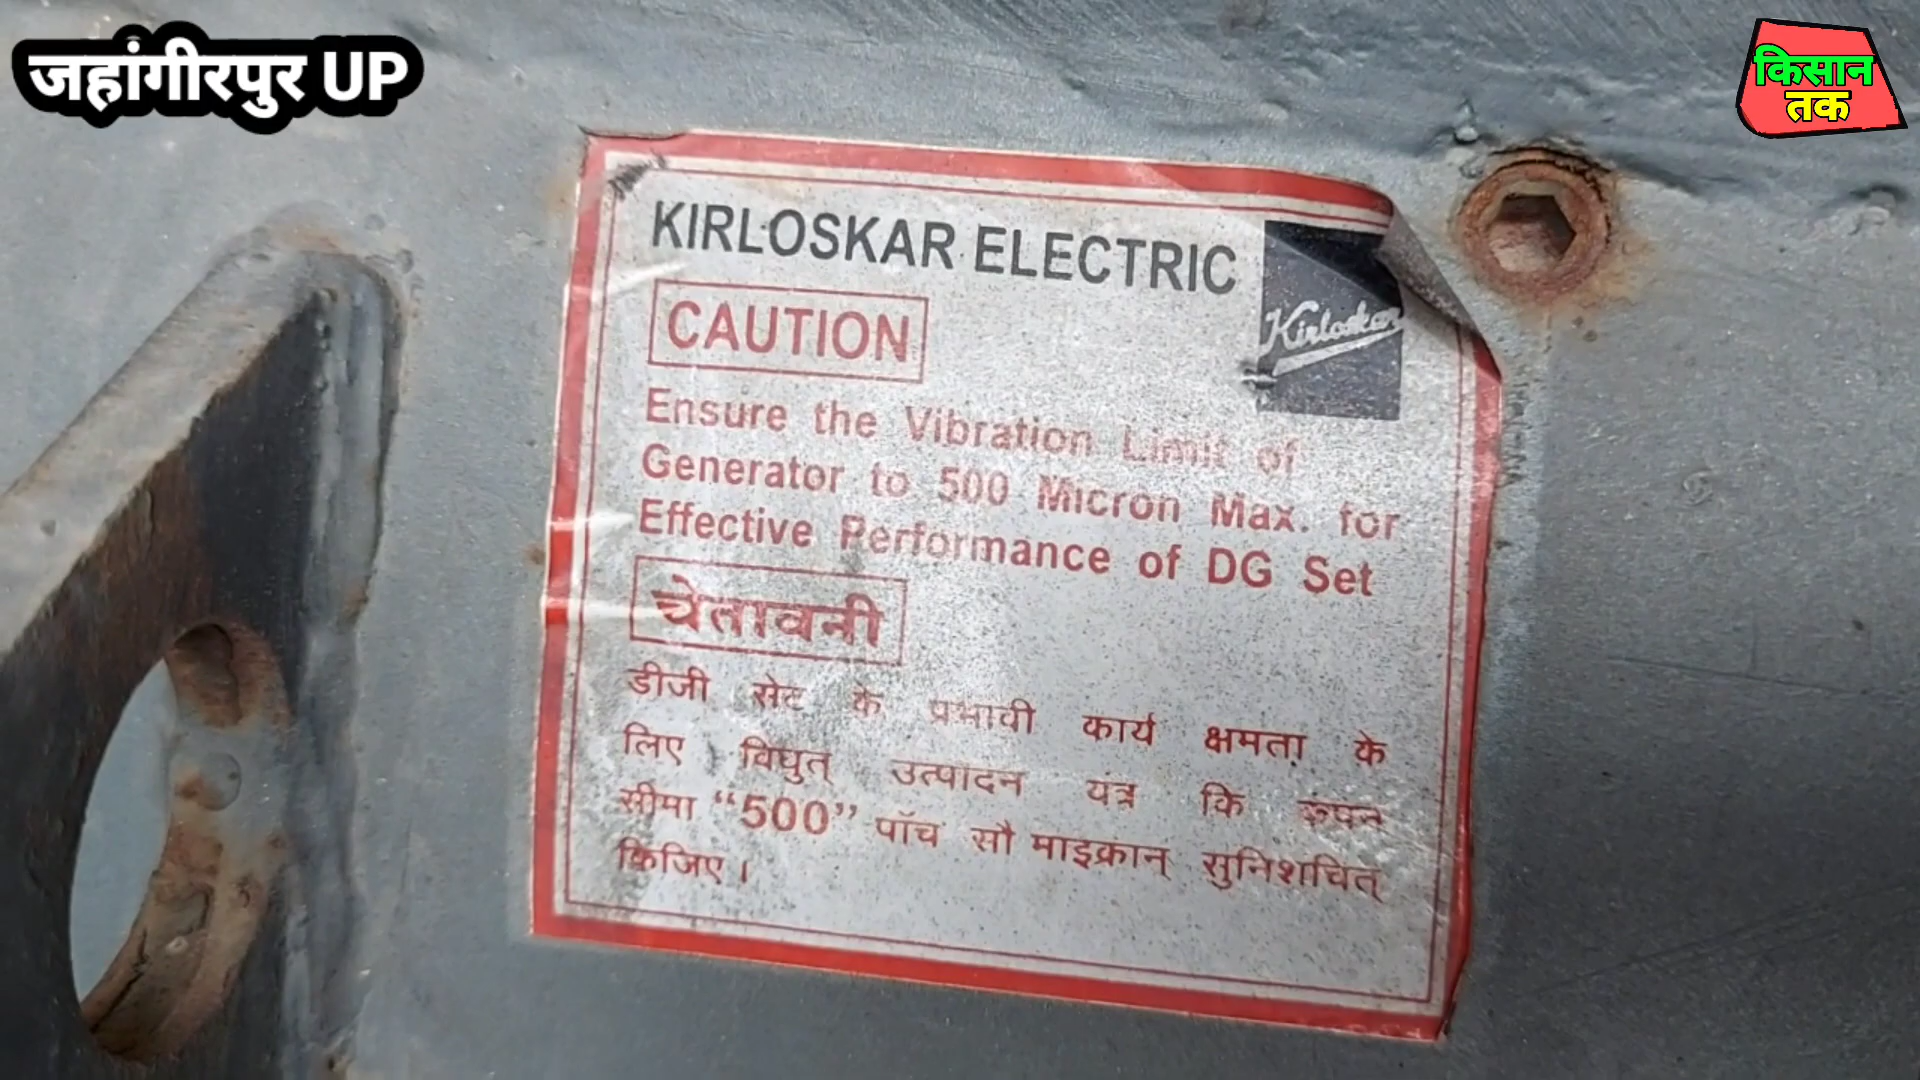 जहांगीरपुर UP
किसान
तक
KIRLOSKAR ELECTRIC
Kirloskar
CAUTION
Ensure the Vibration Limit of
Generator to 500 Micron Max. for
Effective Performance of DG Set
चेतावनी
डीजी सेट के प्रभावी कार्य क्षमता के
लिए विघुत् उत्पादन यंत्र कि कंपन
सीमा “500” पॉच सौ माइक्रान् सुनिशचित्
किजिए।